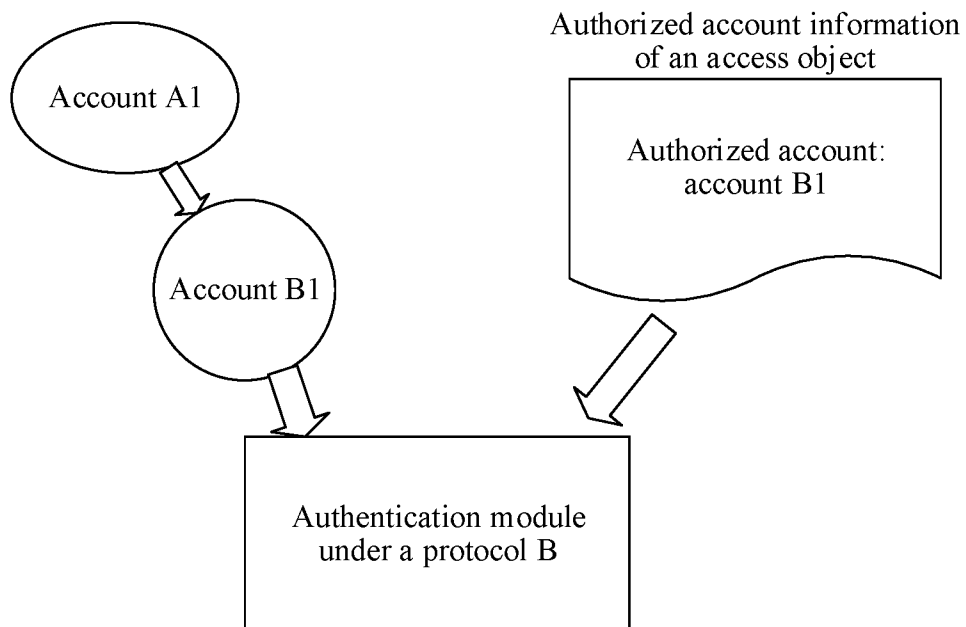 Authorized account information
of an access object
Account A1
Authorized account:
account B1
Account B1
Authentication module
under a protocol B